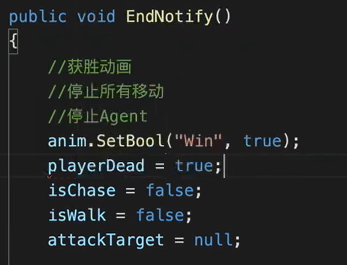 public void EndNotify()
{
//获胜动画
//停止所有移动
//停止Agent
anim.SetBool("Win", true);
playerDead = true;
isChase = false;
isWalk = false;
attackTarget = null;